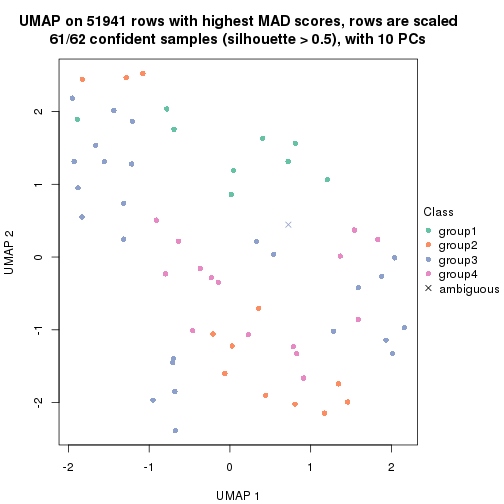 UMAP on 51941 rows with highest MAD scores, rows are scaled
61/62 confident samples (silhouette > 0.5), with 10 PCs
2
1
0
-1
-2
UMAP 2
-2
-1
0
1
2
UMAP 1
Class
group1
group2
group3
group4
ambiguous